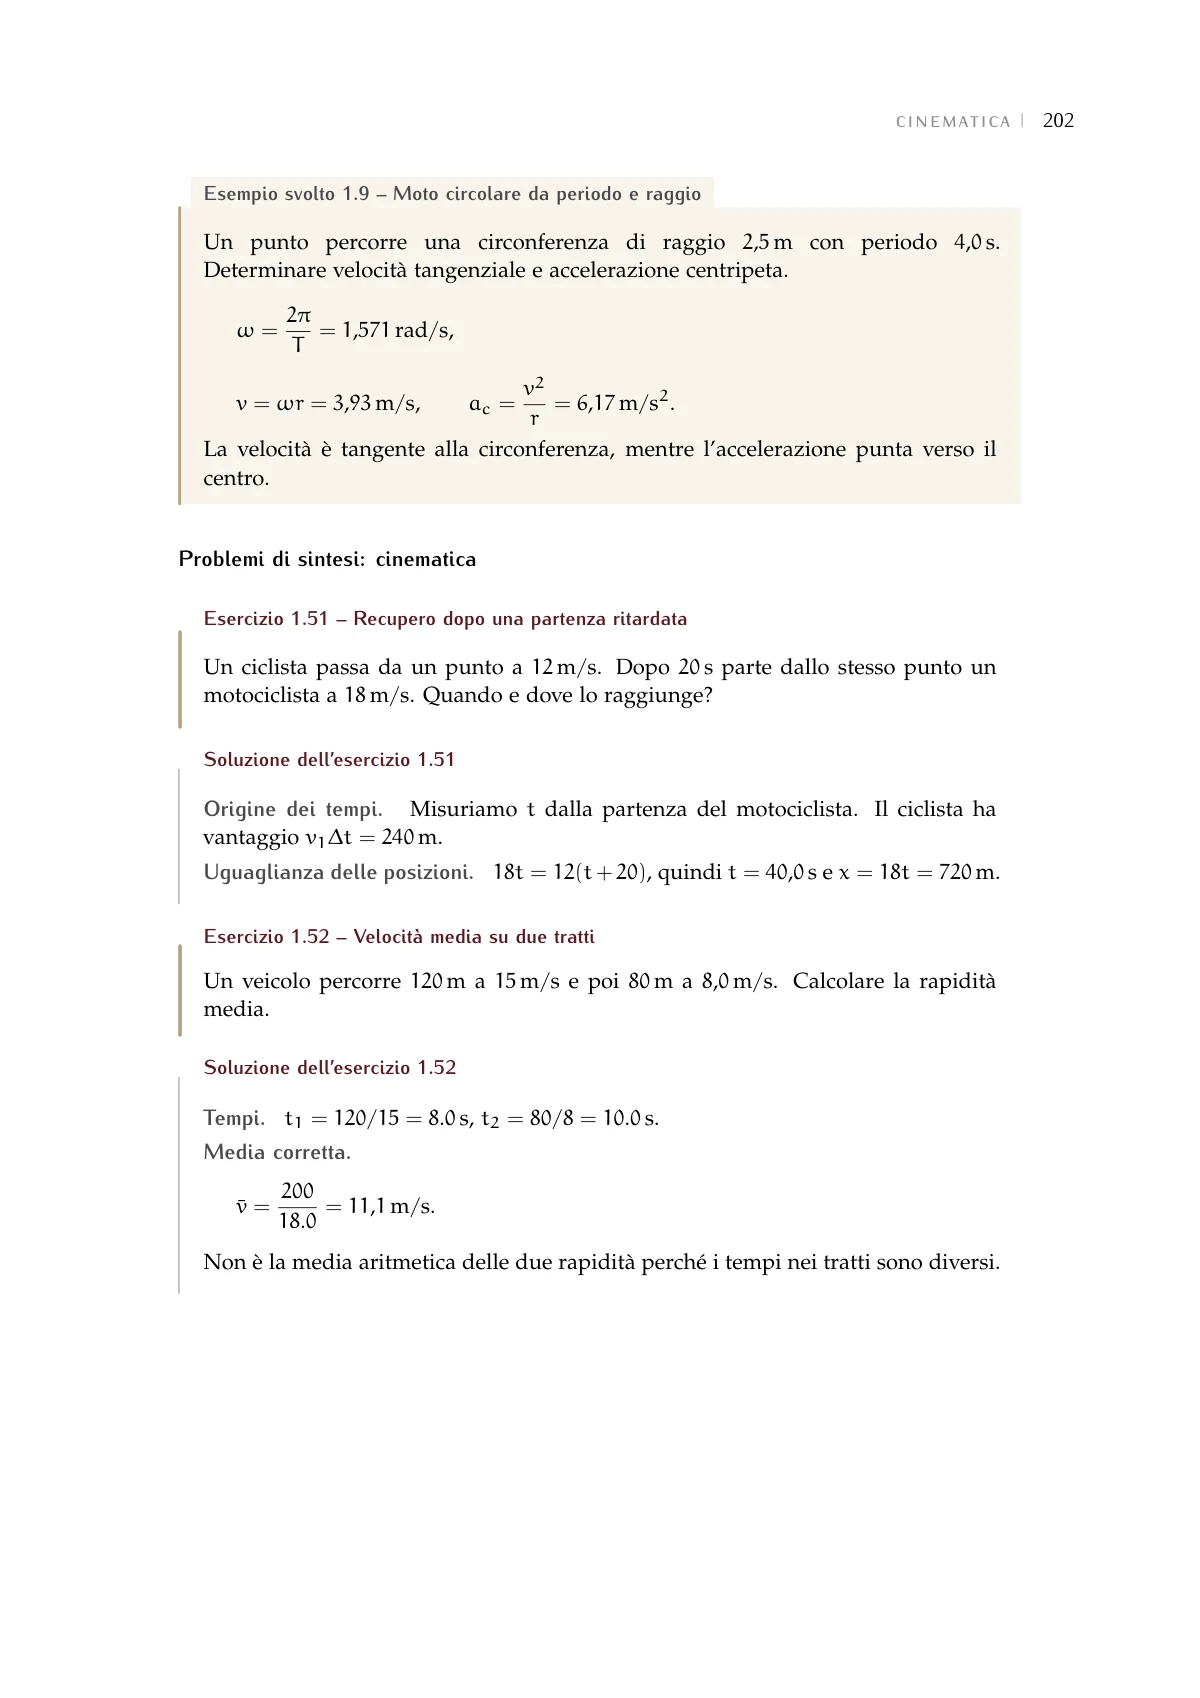 CINEMATICA | 202
Esempio svolto 1.9 – Moto circolare da periodo e raggio
Un punto percorre una circonferenza di raggio 2,5 m con periodo 4,0 s.
Determinare velocità tangenziale e accelerazione centripeta.
ω = 2π/T = 1,571 rad/s,
v = ωr = 3,93 m/s, a_c = v²/r = 6,17 m/s².
La velocità è tangente alla circonferenza, mentre l’accelerazione punta verso il
centro.
Problemi di sintesi: cinematica
Esercizio 1.51 – Recupero dopo una partenza ritardata
Un ciclista passa da un punto a 12 m/s. Dopo 20 s parte dallo stesso punto un
motociclista a 18 m/s. Quando e dove lo raggiunge?
Soluzione dell’esercizio 1.51
Origine dei tempi. Misuriamo t dalla partenza del motociclista. Il ciclista ha
vantaggio v₁Δt = 240 m.
Uguaglianza delle posizioni. 18t = 12(t + 20), quindi t = 40,0 s e x = 18t = 720 m.
Esercizio 1.52 – Velocità media su due tratti
Un veicolo percorre 120 m a 15 m/s e poi 80 m a 8,0 m/s. Calcolare la rapidità
media.
Soluzione dell’esercizio 1.52
Tempi. t₁ = 120/15 = 8.0 s, t₂ = 80/8 = 10.0 s.
Media corretta.
v̄ = 200/18.0 = 11,1 m/s.
Non è la media aritmetica delle due rapidità perché i tempi nei tratti sono diversi.